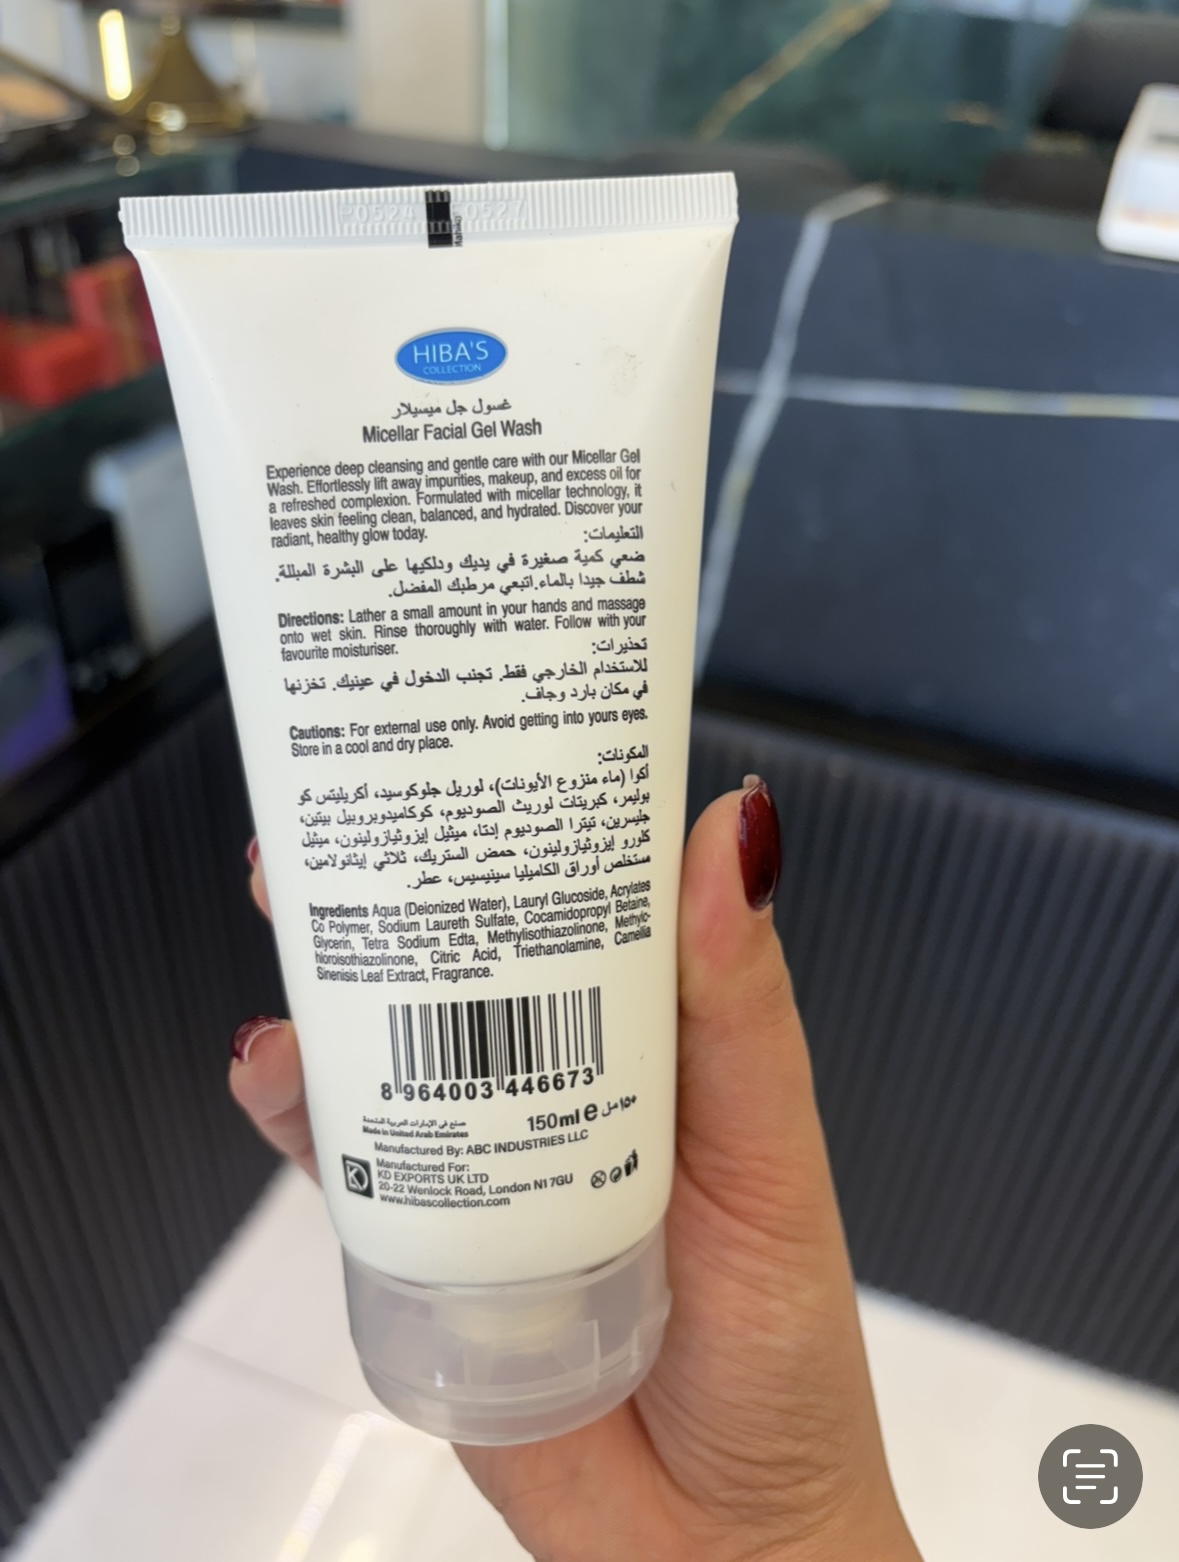 P0524 E0527
HIBA'S
COLLECTION
غسول جل ميسيلار
Micellar Facial Gel Wash
Experience deep cleansing and gentle care with our Micellar Gel
Wash. Effortlessly lift away impurities, makeup, and excess oil for
a refreshed complexion. Formulated with micellar technology, it
leaves skin feeling clean, balanced, and hydrated. Discover your
radiant, healthy glow today.
التعليمات:
ضعي كمية صغيرة في يديك ودلكيها على البشرة المبللة.
شطف جيدا بالماء.اتبعي مرطبك المفضل.
Directions: Lather a small amount in your hands and massage
onto wet skin. Rinse thoroughly with water. Follow with your
favourite moisturiser.
تحذيرات:
للاستخدام الخارجي فقط. تجنب الدخول في عينيك. تخزنها
في مكان بارد وجاف.
Cautions: For external use only. Avoid getting into yours eyes.
Store in a cool and dry place.
المكونات:
أكوا (ماء منزوع الأيونات)، لوريل جلوكوسيد، أكريليتس كو
بوليمر، كبريتات لوريث الصوديوم، كوكاميدوبروبيل بيتين،
جليسرين، تيترا الصوديوم إدتا، ميثيل إيزوثيازولينون، ميثيل
كلورو إيزوثيازولينون، حمض الستريك، ثلاثي إيثانولامين،
مستخلص أوراق الكاميليا سينيسيس، عطر.
Ingredients Aqua (Deionized Water), Lauryl Glucoside, Acrylates
Co Polymer, Sodium Laureth Sulfate, Cocamidopropyl Betaine,
Glycerin, Tetra Sodium Edta, Methylisothiazolinone, Methylc-
hloroisothiazolinone, Citric Acid, Triethanolamine, Camellia
Sinenisis Leaf Extract, Fragrance.
8 964003 446673
صنع في الإمارات العربية المتحدة
Made in United Arab Emirates
150ml e ١٥٠مل
Manufactured By: ABC INDUSTRIES LLC
Manufactured For:
KD EXPORTS UK LTD
20-22 Wenlock Road, London N1 7GU
www.hibascollection.com